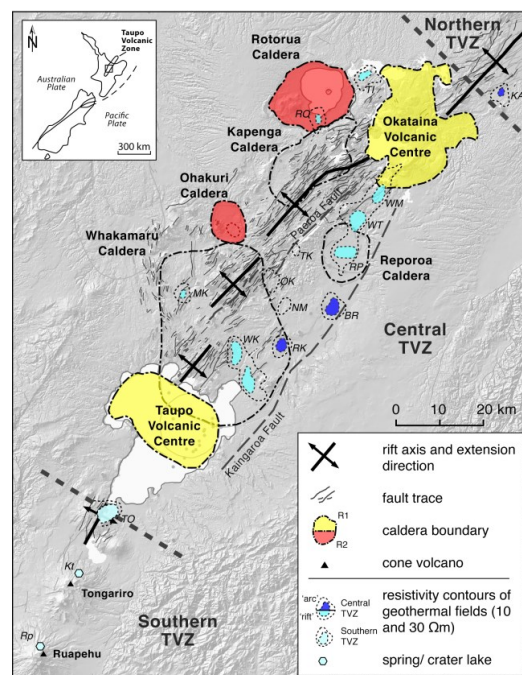 N
Taupo
Volcanic
Zone
Australian
Plate
Pacific
Plate
300 km
Northern
TVZ
Rotorua
Caldera
TI
KA
RO
Okataina
Volcanic
Centre
Kapenga
Caldera
Ohakuri
Caldera
Paeroa Fault
WM
WT
Whakamaru
Caldera
TK
RP
Reporoa
Caldera
OK
MK
NM
BR
Central
TVZ
WK
RK
Taupo
Volcanic
Centre
Kaingaroa Fault
0 10 20 km
rift axis and extension
direction
fault trace
R1
caldera boundary
R2
cone volcano
TO
Kt
Tongariro
Southern
TVZ
Rp
Ruapehu
'arc'
'rift'
Central
TVZ
Southern
TVZ
resistivity contours of
geothermal fields (10
and 30 Ωm)
spring/ crater lake